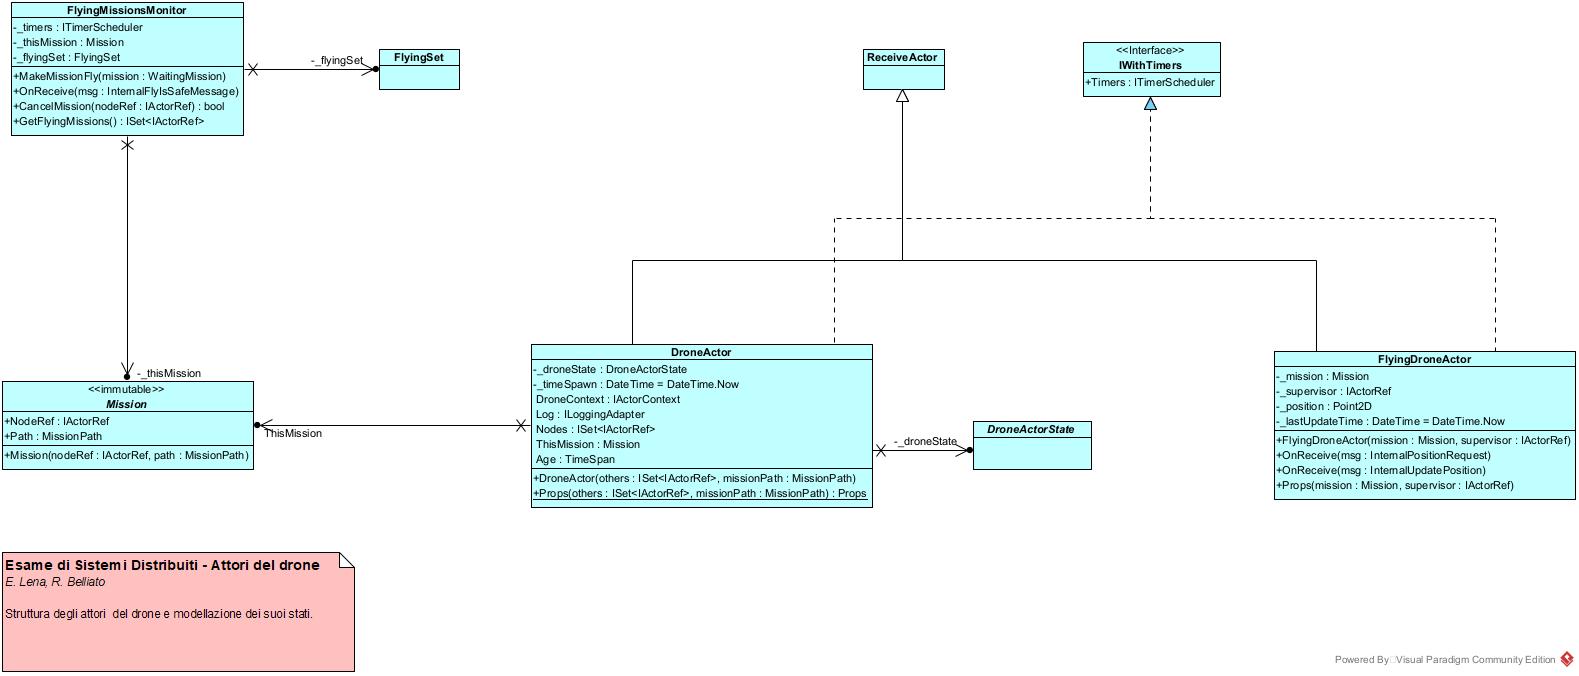 FlyingMissionsMonitor
-_timers : ITimerScheduler
-_thisMission : Mission
-_flyingSet : FlyingSet
+MakeMissionFly(mission : WaitingMission)
+OnReceive(msg : InternalFlyIsSafeMessage)
+CancelMission(nodeRef : IActorRef) : bool
+GetFlyingMissions() : ISet<IActorRef>
-_flyingSet
FlyingSet
ReceiveActor
<<Interface>>
IWithTimers
+Timers : ITimerScheduler
-_thisMission
<<immutable>>
Mission
+NodeRef : IActorRef
+Path : MissionPath
+Mission(nodeRef : IActorRef, path : MissionPath)
ThisMission
DroneActor
-_droneState : DroneActorState
-_timeSpawn : DateTime = DateTime.Now
DroneContext : IActorContext
Log : ILoggingAdapter
Nodes : ISet<IActorRef>
ThisMission : Mission
Age : TimeSpan
+DroneActor(others : ISet<IActorRef>, missionPath : MissionPath)
+Props(others : ISet<IActorRef>, missionPath : MissionPath) : Props
-_droneState
DroneActorState
FlyingDroneActor
-_mission : Mission
-_supervisor : IActorRef
-_position : Point2D
-_lastUpdateTime : DateTime = DateTime.Now
+FlyingDroneActor(mission : Mission, supervisor : IActorRef)
+OnReceive(msg : InternalPositionRequest)
+OnReceive(msg : InternalUpdatePosition)
+Props(mission : Mission, supervisor : IActorRef)
Esame di Sistemi Distribuiti - Attori del drone
E. Lena, R. Belliato
Struttura degli attori del drone e modellazione dei suoi stati.
Powered By Visual Paradigm Community Edition